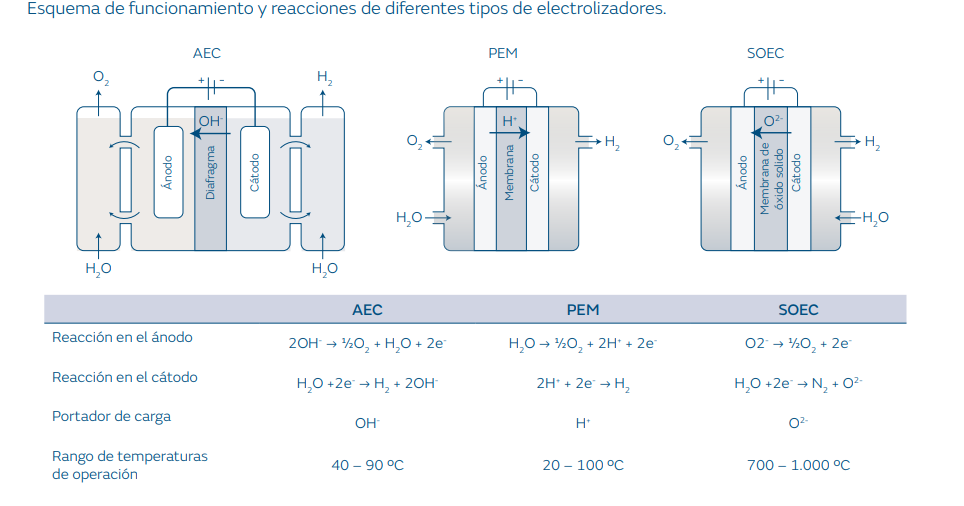 Esquema de funcionamiento y reacciones de diferentes tipos de electrolizadores.
AEC
O₂
H₂
+ -
OH⁻
Ánodo
Diafragma
Cátodo
H₂O
H₂O
PEM
+ -
H⁺
O₂
H₂
Ánodo
Membrana
Cátodo
H₂O
SOEC
+ -
O²⁻
O₂
H₂
Ánodo
Membrana de
óxido solido
Cátodo
H₂O
AEC PEM SOEC
Reacción en el ánodo 2OH⁻ → ½O₂ + H₂O + 2e⁻ H₂O → ½O₂ + 2H⁺ + 2e⁻ O2⁻ → ½O₂ + 2e⁻
Reacción en el cátodo H₂O +2e⁻ → H₂ + 2OH⁻ 2H⁺ + 2e⁻ → H₂ H₂O +2e⁻ → N₂ + O²⁻
Portador de carga OH⁻ H⁺ O²⁻
Rango de temperaturas
de operación 40 – 90 ºC 20 – 100 ºC 700 – 1.000 ºC